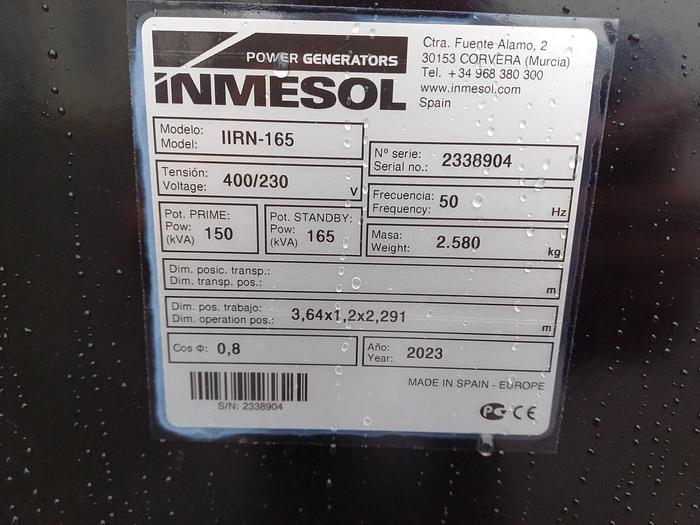 POWER GENERATORS
INMESOL
Ctra. Fuente Alamo, 2
30153 CORVERA (Murcia)
Tel. +34 968 380 300
www.inmesol.com
Spain
Modelo:
Model: IIRN-165
Nº serie:
Serial no.: 2338904
Tensión:
Voltage: 400/230 V
Frecuencia:
Frequency: 50 Hz
Pot. PRIME:
Pow:
(kVA) 150
Pot. STANDBY:
Pow:
(kVA) 165
Masa:
Weight: 2.580 kg
Dim. posic. transp.:
Dim. transp. pos.: m
Dim. pos. trabajo:
Dim. operation pos.: 3,64x1,2x2,291 m
Cos Φ: 0,8
Año:
Year: 2023
S/N: 2338904
MADE IN SPAIN - EUROPE
PC CE